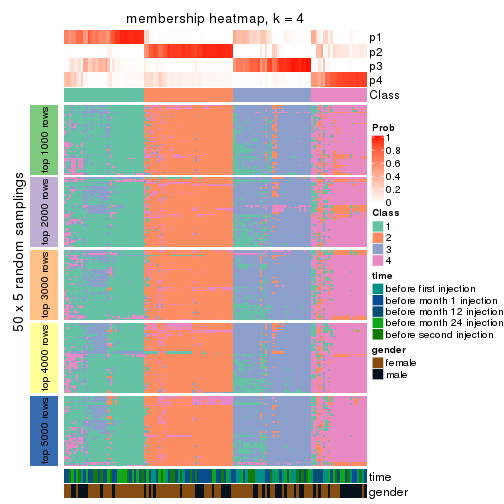 membership heatmap, k = 4
p1
p2
p3
p4
Class
50 x 5 random samplings
top 1000 rows
top 2000 rows
top 3000 rows
top 4000 rows
top 5000 rows
Prob
1
0.8
0.6
0.4
0.2
0
Class
1
2
3
4
time
before first injection
before month 1 injection
before month 12 injection
before month 24 injection
before second injection
gender
female
male
time
gender